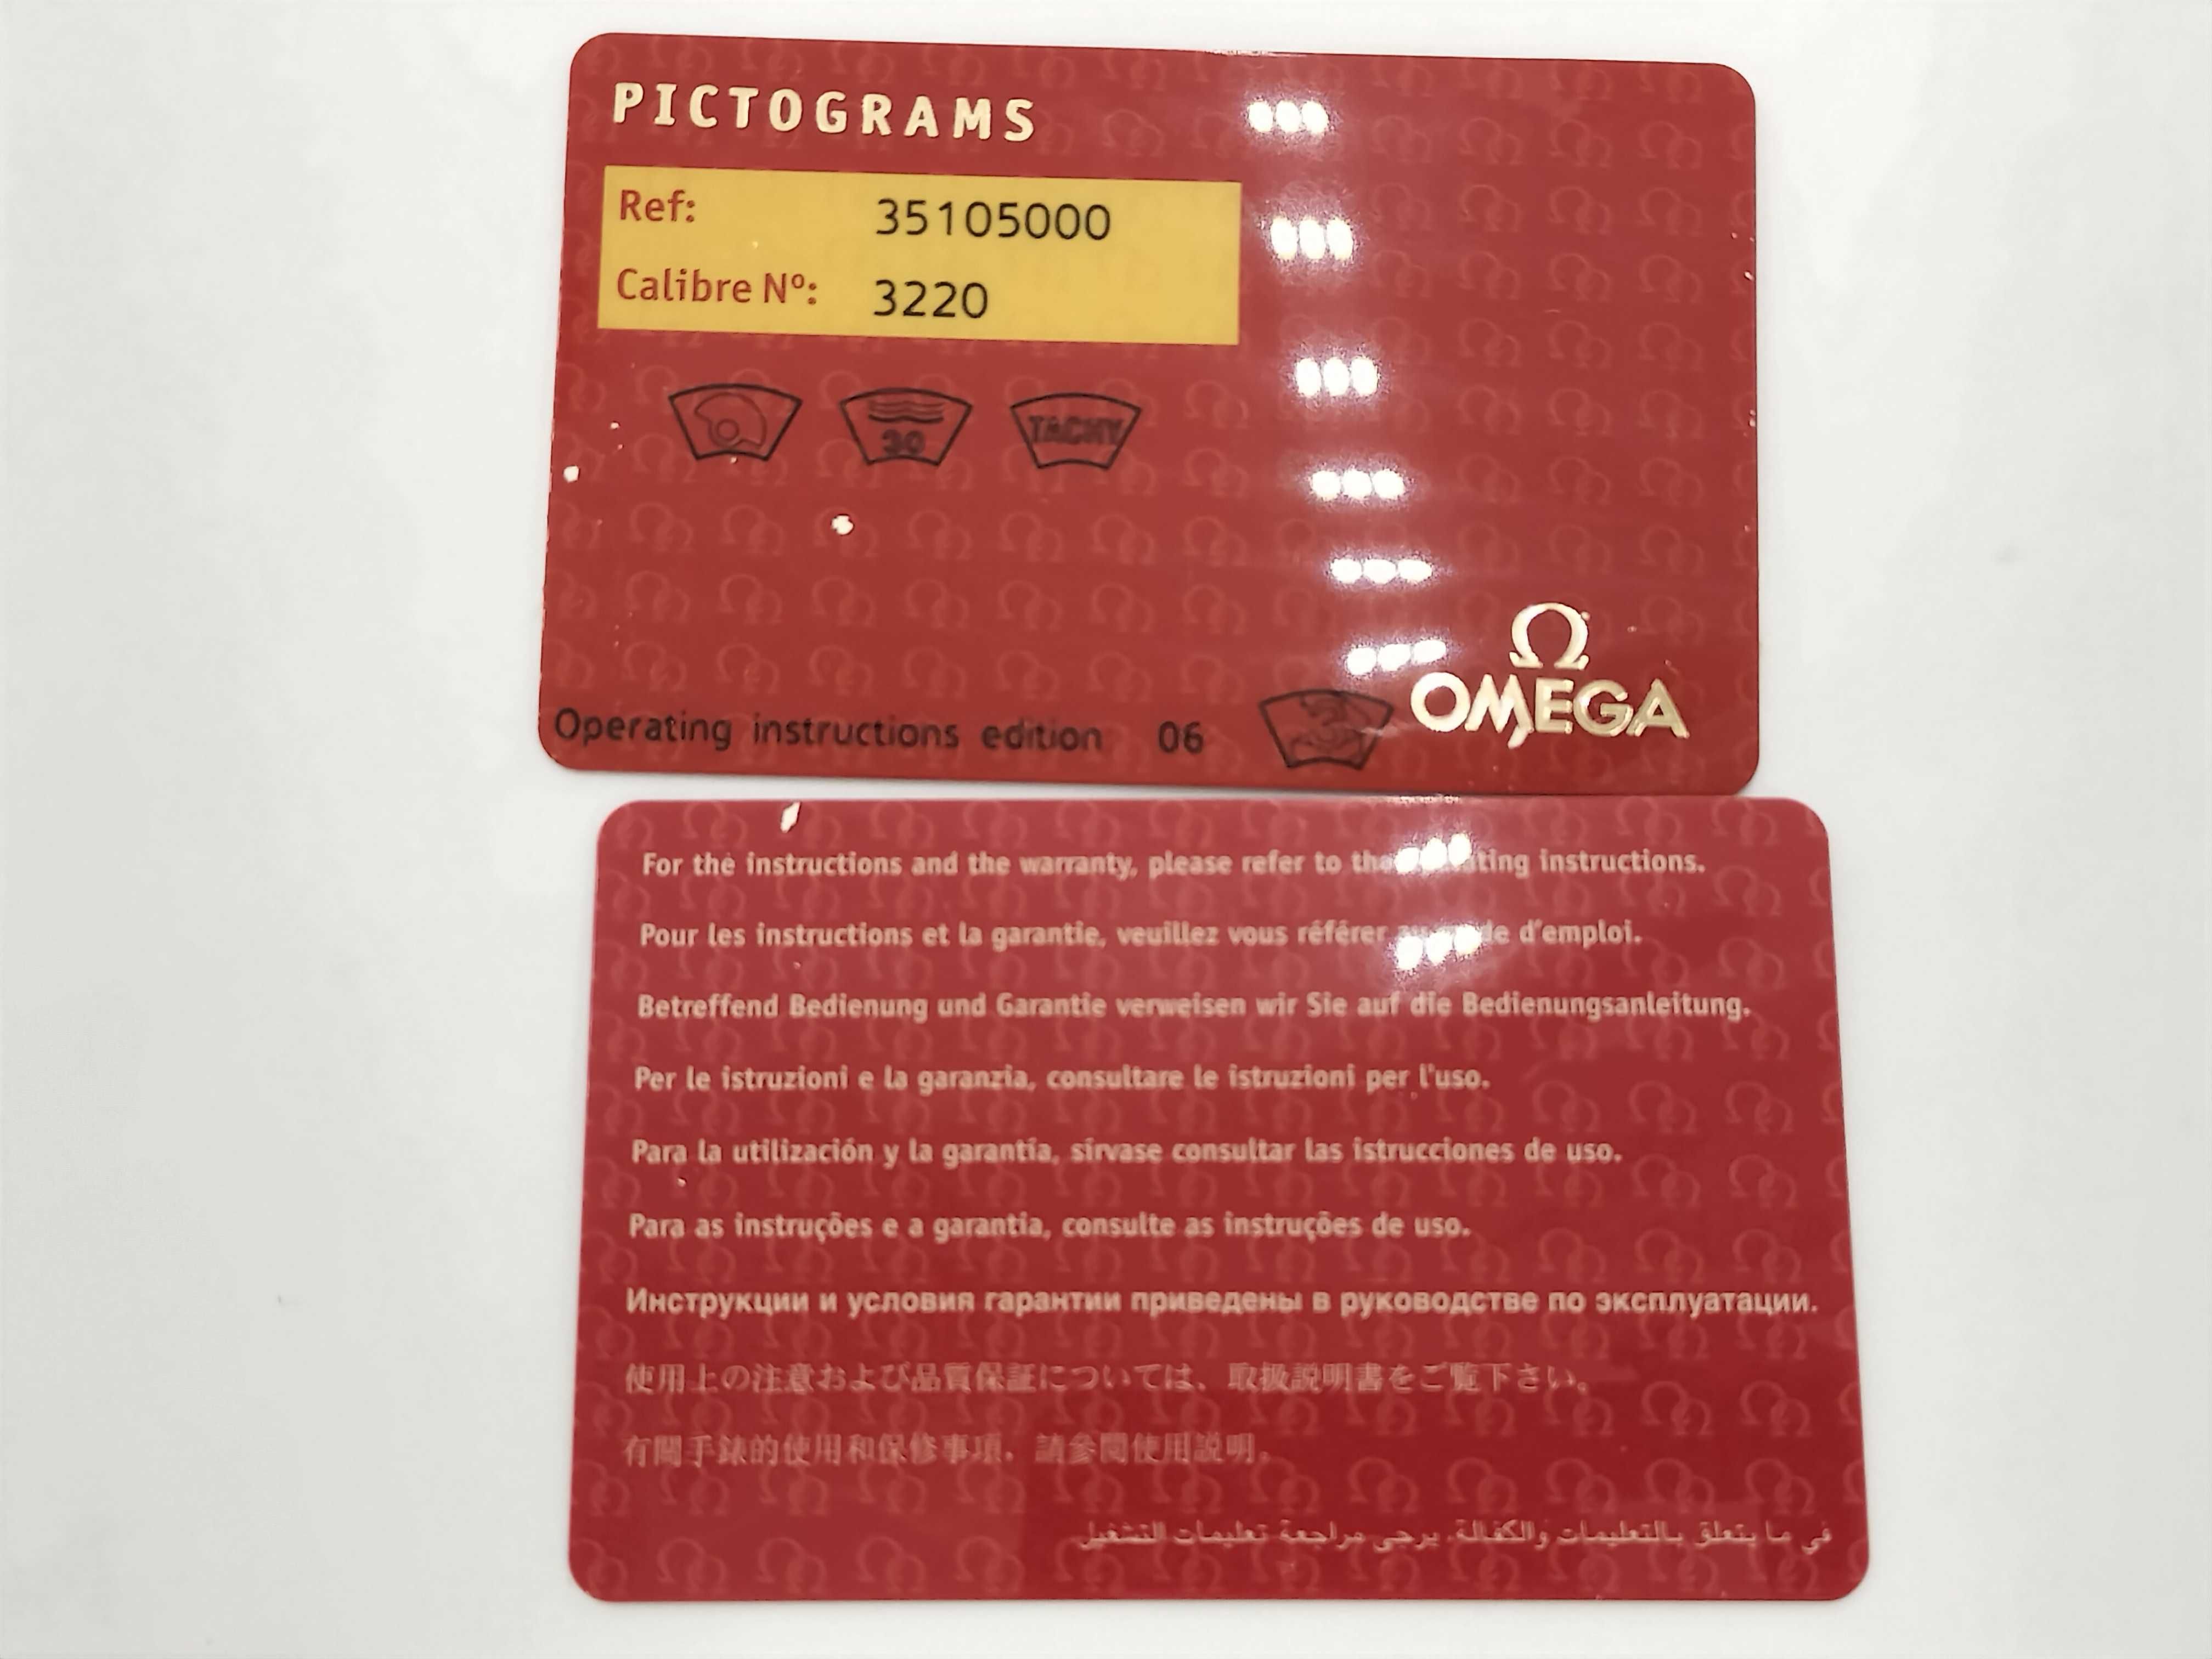 PICTOGRAMS
Ref: 35105000
Calibre Nº: 3220
30 TACHY
Operating instructions edition 06
Ω
OMEGA
For the instructions and the warranty, please refer to instructions.
Pour les instructions et la garantie, veuillez vous référer d'emploi.
Betreffend Bedienung und Garantie verweisen wir Sie auf die Bedienungsanleitung.
Per le istruzioni e la garanzia, consultare le istruzioni per l'uso.
Para la utilización y la garantía, sírvase consultar las istrucciones de uso.
Para as instruções e a garantia, consulte as instruções de uso.
Инструкции и условия гарантии приведены в руководстве по эксплуатации.
使用上の注意および品質保証については、取扱説明書をご覧下さい。
有關手錶的使用和保修事項，請參閱使用説明。
في ما يتعلق بالتعليمات والكفالة، يرجى مراجعة تعليمات التشغيل